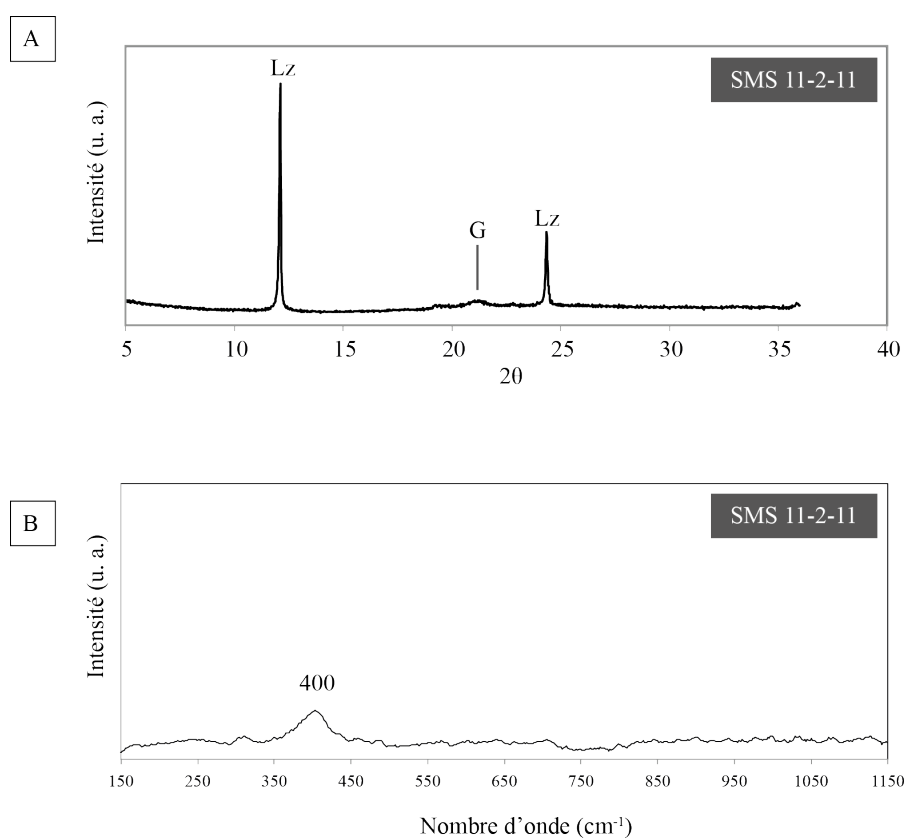 A
SMS 11-2-11
Lz
G
Lz
Intensité (u. a.)
5 10 15 20 25 30 35 40
2θ
B
SMS 11-2-11
400
Intensité (u. a.)
150 250 350 450 550 650 750 850 950 1050 1150
Nombre d’onde (cm⁻¹)